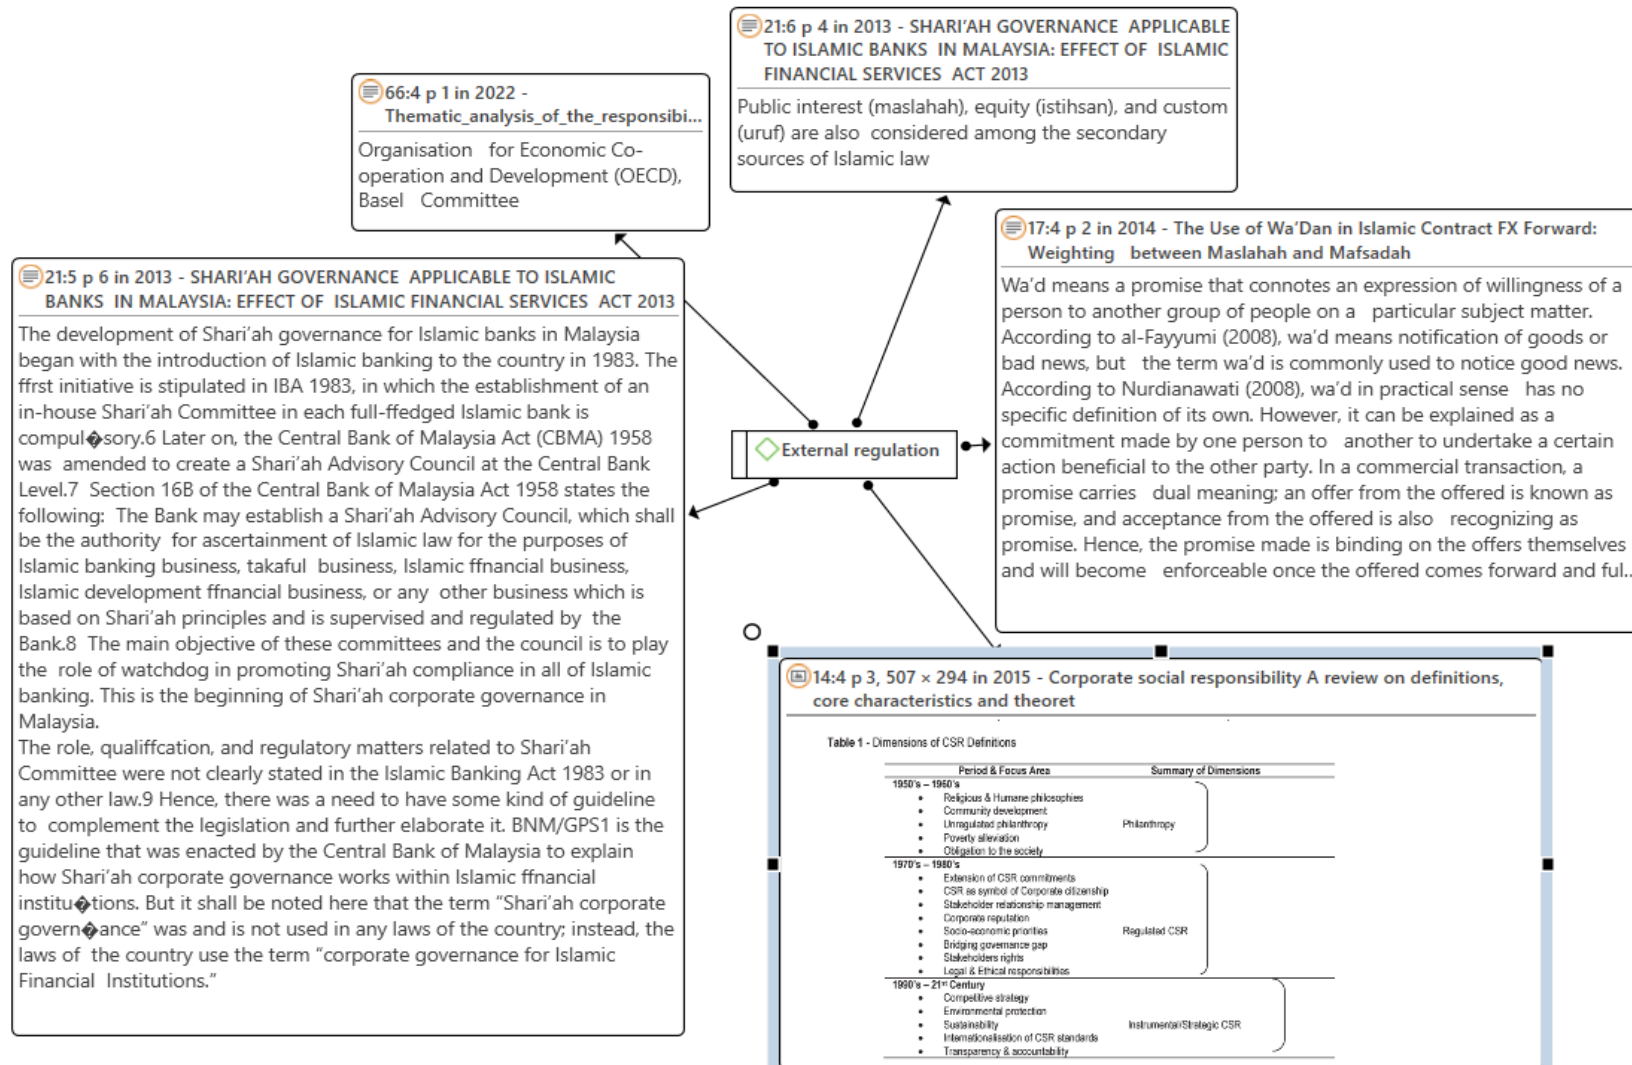 21:6 p 4 in 2013 - SHARI'AH GOVERNANCE APPLICABLE
TO ISLAMIC BANKS IN MALAYSIA: EFFECT OF ISLAMIC
FINANCIAL SERVICES ACT 2013
Public interest (maslahah), equity (istihsan), and custom
(uruf) are also considered among the secondary
sources of Islamic law
66:4 p 1 in 2022 -
Thematic_analysis_of_the_responsibi...
Organisation for Economic Co-
operation and Development (OECD),
Basel Committee
17:4 p 2 in 2014 - The Use of Wa'Dan in Islamic Contract FX Forward:
Weighting between Maslahah and Mafsadah
Wa'd means a promise that connotes an expression of willingness of a
person to another group of people on a particular subject matter.
According to al-Fayyumi (2008), wa'd means notification of goods or
bad news, but the term wa'd is commonly used to notice good news.
According to Nurdianawati (2008), wa'd in practical sense has no
specific definition of its own. However, it can be explained as a
commitment made by one person to another to undertake a certain
action beneficial to the other party. In a commercial transaction, a
promise carries dual meaning; an offer from the offered is known as
promise, and acceptance from the offered is also recognizing as
promise. Hence, the promise made is binding on the offers themselves
and will become enforceable once the offered comes forward and ful...
21:5 p 6 in 2013 - SHARI'AH GOVERNANCE APPLICABLE TO ISLAMIC
BANKS IN MALAYSIA: EFFECT OF ISLAMIC FINANCIAL SERVICES ACT 2013
The development of Shari'ah governance for Islamic banks in Malaysia
began with the introduction of Islamic banking to the country in 1983. The
ffrst initiative is stipulated in IBA 1983, in which the establishment of an
in-house Shari'ah Committee in each full-ffedged Islamic bank is
compul�sory.6 Later on, the Central Bank of Malaysia Act (CBMA) 1958
was amended to create a Shari'ah Advisory Council at the Central Bank
Level.7 Section 16B of the Central Bank of Malaysia Act 1958 states the
following: The Bank may establish a Shari'ah Advisory Council, which shall
be the authority for ascertainment of Islamic law for the purposes of
Islamic banking business, takaful business, Islamic ffnancial business,
Islamic development ffnancial business, or any other business which is
based on Shari'ah principles and is supervised and regulated by the
Bank.8 The main objective of these committees and the council is to play
the role of watchdog in promoting Shari'ah compliance in all of Islamic
banking. This is the beginning of Shari'ah corporate governance in
Malaysia.
The role, qualiffcation, and regulatory matters related to Shari'ah
Committee were not clearly stated in the Islamic Banking Act 1983 or in
any other law.9 Hence, there was a need to have some kind of guideline
to complement the legislation and further elaborate it. BNM/GPS1 is the
guideline that was enacted by the Central Bank of Malaysia to explain
how Shari'ah corporate governance works within Islamic ffnancial
institu�tions. But it shall be noted here that the term "Shari'ah corporate
govern�ance" was and is not used in any laws of the country; instead, the
laws of the country use the term "corporate governance for Islamic
Financial Institutions."
External regulation
14:4 p 3, 507 × 294 in 2015 - Corporate social responsibility A review on definitions,
core characteristics and theoret
Table 1 - Dimensions of CSR Definitions
Period & Focus Area Summary of Dimensions
1950's – 1960's
• Religious & Humane philosophies
• Community development
• Unregulated philanthropy Philanthropy
• Poverty alleviation
• Obligation to the society
1970's – 1980's
• Extension of CSR commitments
• CSR as symbol of Corporate citizenship
• Stakeholder relationship management
• Corporate reputation
• Socio-economic priorities Regulated CSR
• Bridging governance gap
• Stakeholders rights
• Legal & Ethical responsibilities
1990's – 21st Century
• Competitive strategy
• Environmental protection
• Sustainability Instrumental/Strategic CSR
• Internationalisation of CSR standards
• Transparency & accountability